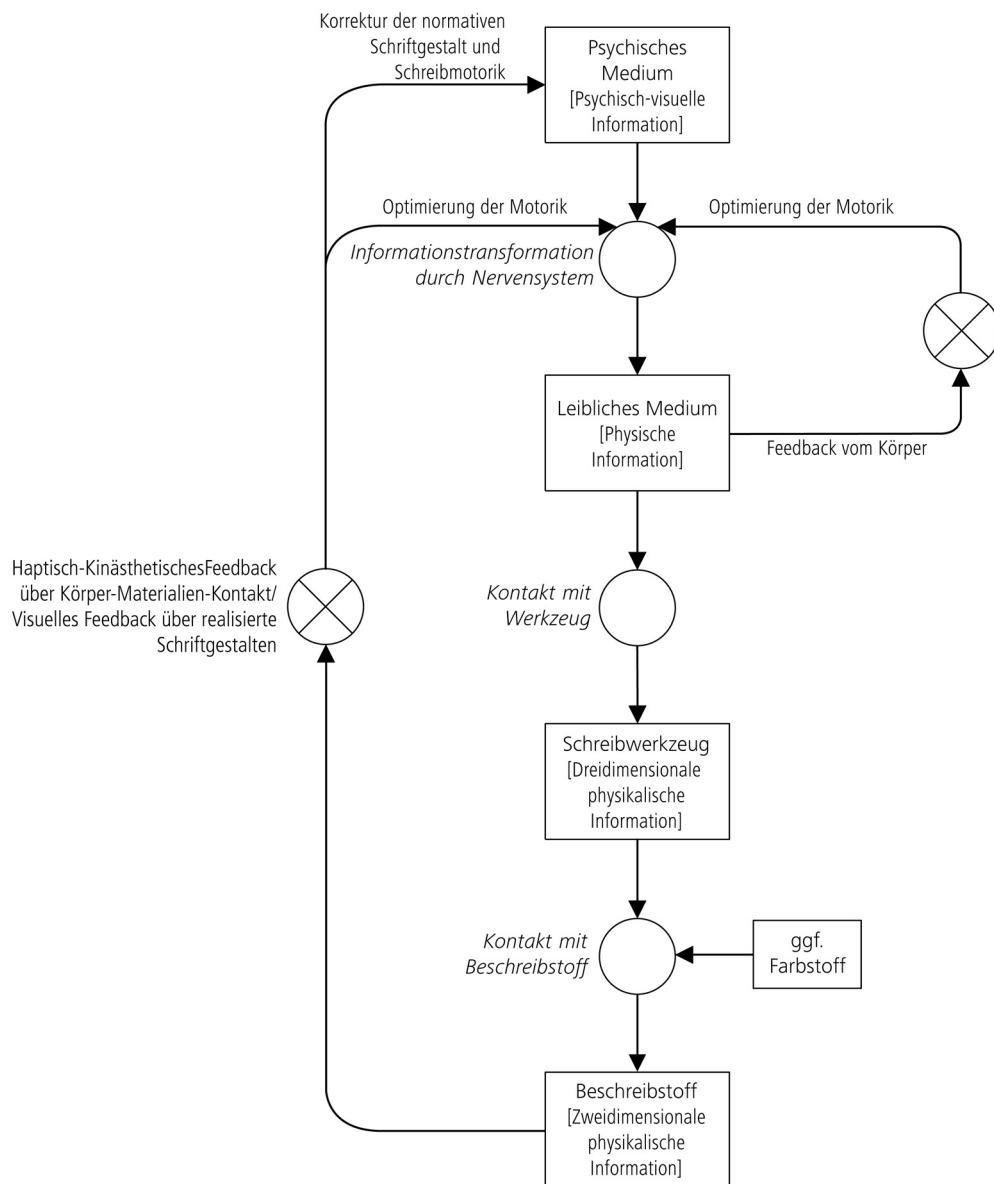 Korrektur der normativen
Schriftgestalt und
Schreibmotorik
Psychisches
Medium
[Psychisch-visuelle
Information]
Optimierung der Motorik
Optimierung der Motorik
Informationstransformation
durch Nervensystem
Leibliches Medium
[Physische
Information]
Feedback vom Körper
Haptisch-KinästhetischesFeedback
über Körper-Materialien-Kontakt/
Visuelles Feedback über realisierte
Schriftgestalten
Kontakt mit
Werkzeug
Schreibwerkzeug
[Dreidimensionale
physikalische
Information]
Kontakt mit
Beschreibstoff
ggf.
Farbstoff
Beschreibstoff
[Zweidimensionale
physikalische
Information]